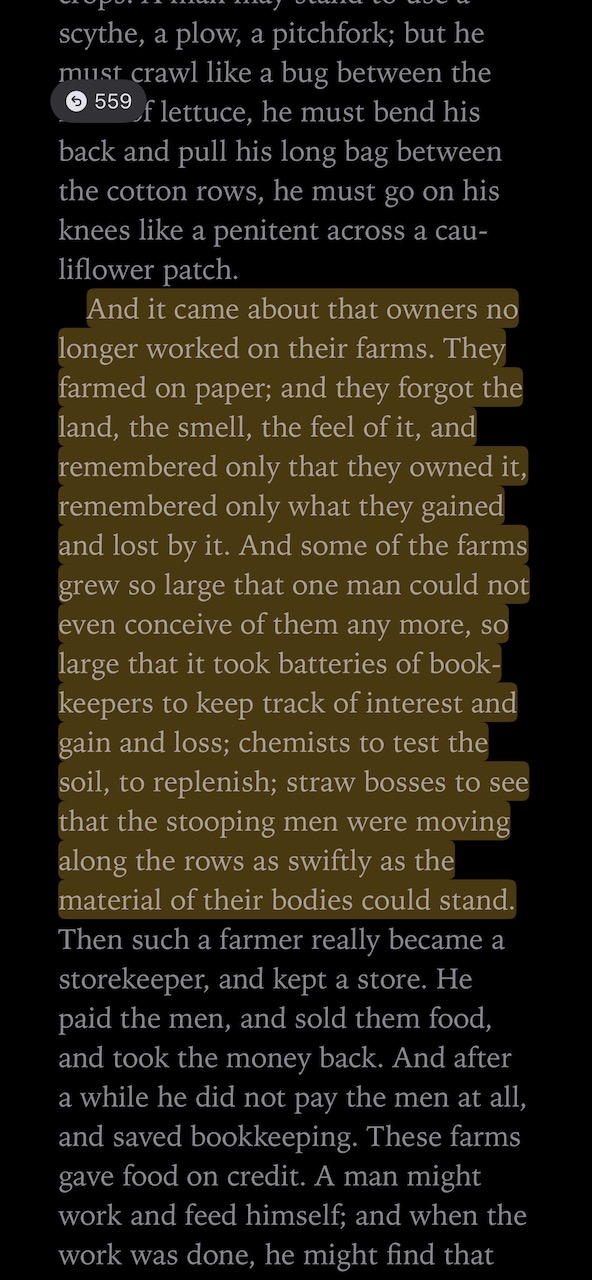 scythe, a plow, a pitchfork; but he
must crawl like a bug between the
559
of lettuce, he must bend his
back and pull his long bag between
the cotton rows, he must go on his
knees like a penitent across a cau-
liflower patch.
And it came about that owners no
longer worked on their farms. They
farmed on paper; and they forgot the
land, the smell, the feel of it, and
remembered only that they owned it,
remembered only what they gained
and lost by it. And some of the farms
grew so large that one man could not
even conceive of them any more, so
large that it took batteries of book-
keepers to keep track of interest and
gain and loss; chemists to test the
soil, to replenish; straw bosses to see
that the stooping men were moving
along the rows as swiftly as the
material of their bodies could stand.
Then such a farmer really became a
storekeeper, and kept a store. He
paid the men, and sold them food,
and took the money back. And after
a while he did not pay the men at all,
and saved bookkeeping. These farms
gave food on credit. A man might
work and feed himself; and when the
work was done, he might find that